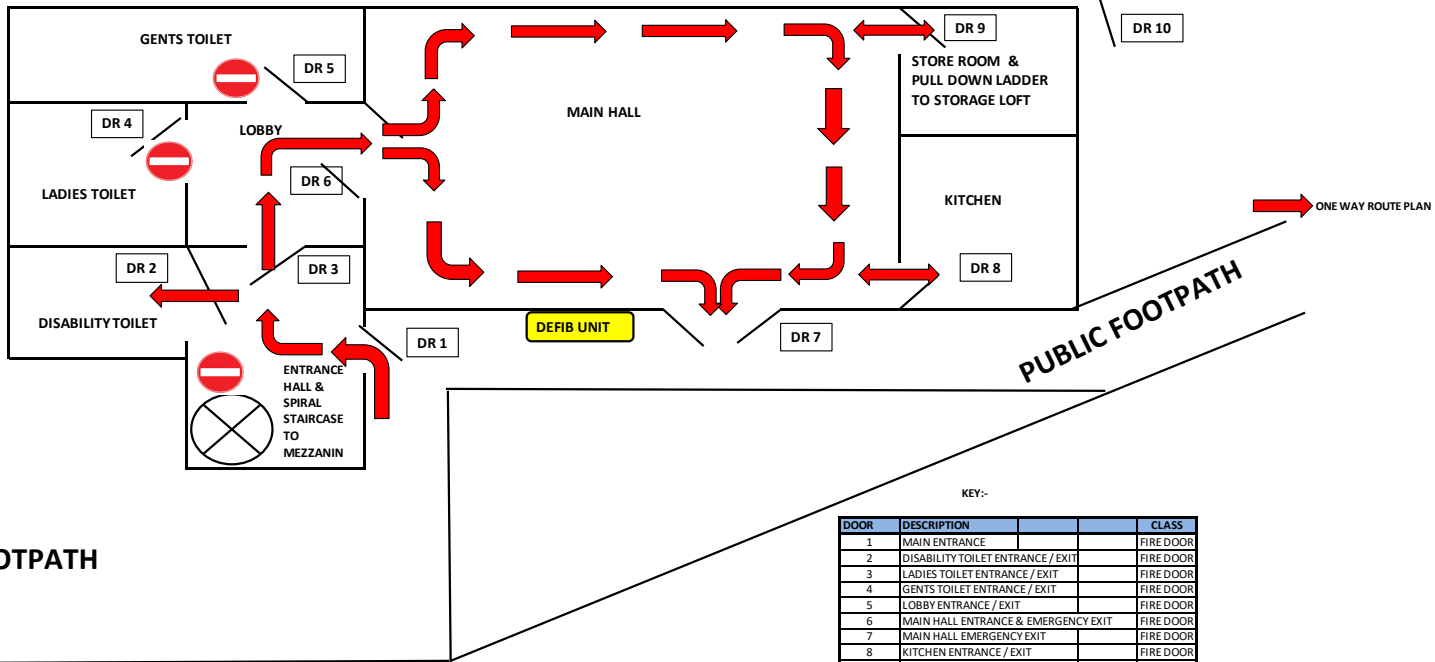 GENTS TOILET
DR 5
DR 9
DR 10
STORE ROOM &
PULL DOWN LADDER
TO STORAGE LOFT
DR 4
LOBBY
MAIN HALL
DR 6
LADIES TOILET
KITCHEN
ONE WAY ROUTE PLAN
DR 2
DR 3
DR 8
DISABILITY TOILET
DEFIB UNIT
DR 7
DR 1
PUBLIC FOOTPATH
ENTRANCE
HALL &
SPIRAL
STAIRCASE
TO
MEZZANIN
KEY:-
DOOR DESCRIPTION CLASS
1 MAIN ENTRANCE FIRE DOOR
2 DISABILITY TOILET ENTRANCE / EXIT FIRE DOOR
3 LADIES TOILET ENTRANCE / EXIT FIRE DOOR
4 GENTS TOILET ENTRANCE / EXIT FIRE DOOR
5 LOBBY ENTRANCE / EXIT FIRE DOOR
6 MAIN HALL ENTRANCE & EMERGENCY EXIT FIRE DOOR
7 MAIN HALL EMERGENCY EXIT FIRE DOOR
8 KITCHEN ENTRANCE / EXIT FIRE DOOR
OTPATH